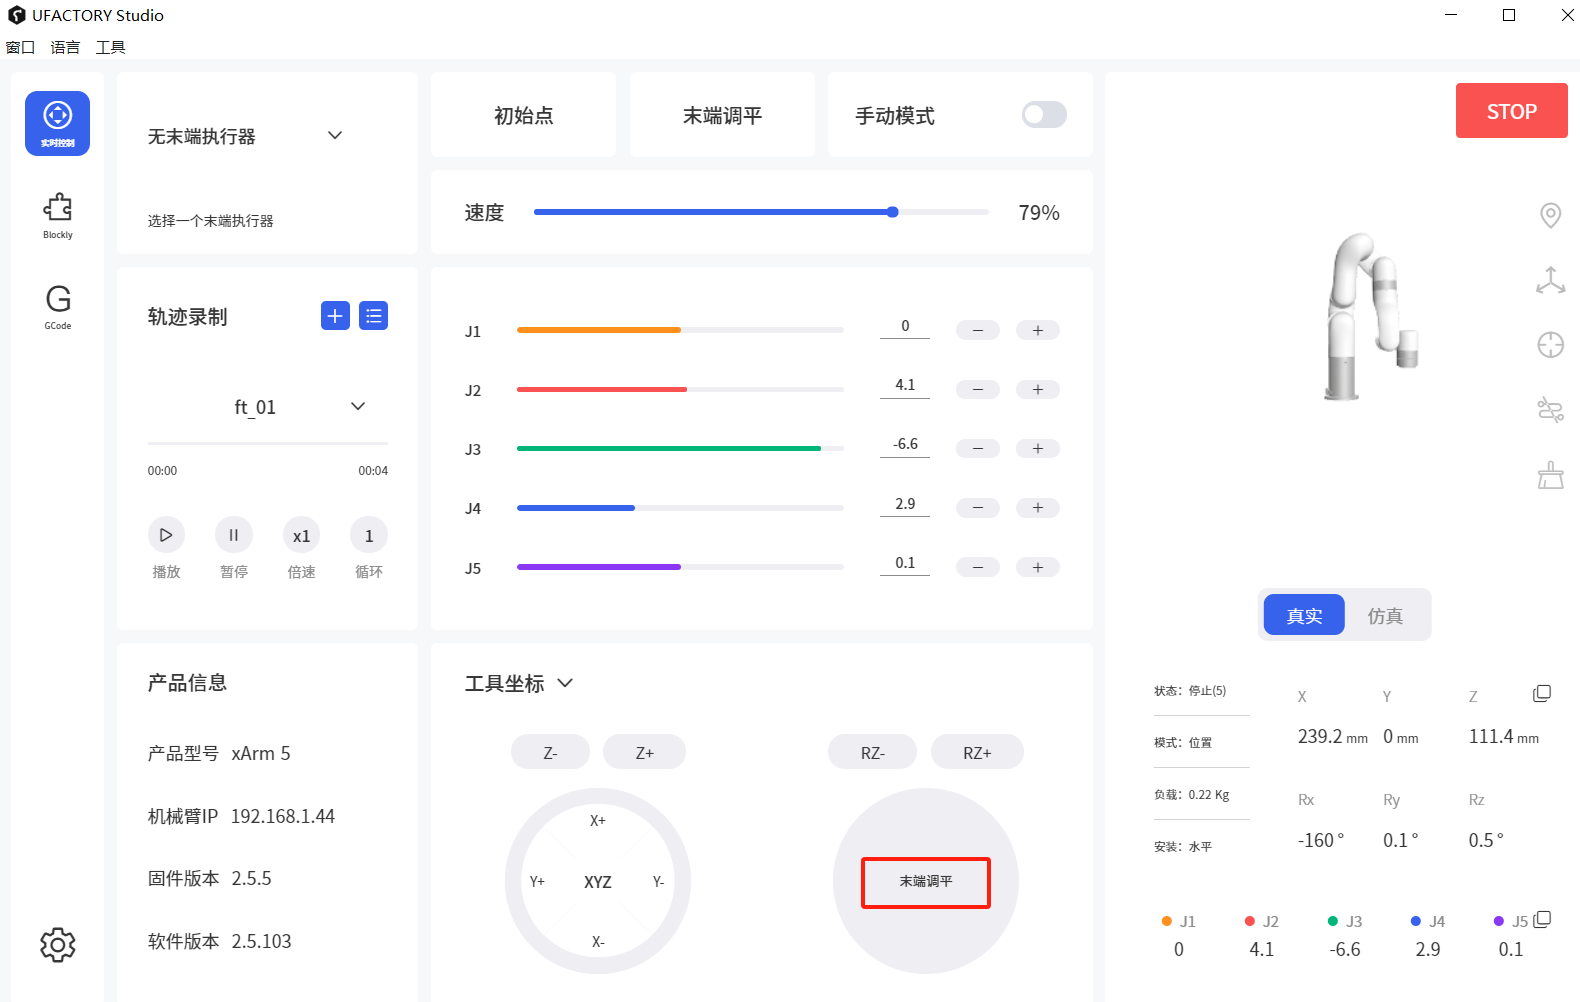 UFACTORY Studio
窗口 语言 工具
实时控制
Blockly
GCode
无末端执行器
选择一个末端执行器
初始点
末端调平
手动模式
STOP
速度 79%
轨迹录制
ft_01
00:00 00:04
x1 1
播放 暂停 倍速 循环
J1 0 − +
J2 4.1 − +
J3 -6.6 − +
J4 2.9 − +
J5 0.1 − +
产品信息
产品型号 xArm 5
机械臂IP 192.168.1.44
固件版本 2.5.5
软件版本 2.5.103
工具坐标
Z- Z+ RZ- RZ+
X+
Y+ XYZ Y-
X-
末端调平
真实 仿真
状态：停止(5)
模式：位置
负载：0.22 Kg
安装：水平
X Y Z
239.2 mm 0 mm 111.4 mm
Rx Ry Rz
-160 ° 0.1 ° 0.5 °
J1 J2 J3 J4 J5
0 4.1 -6.6 2.9 0.1